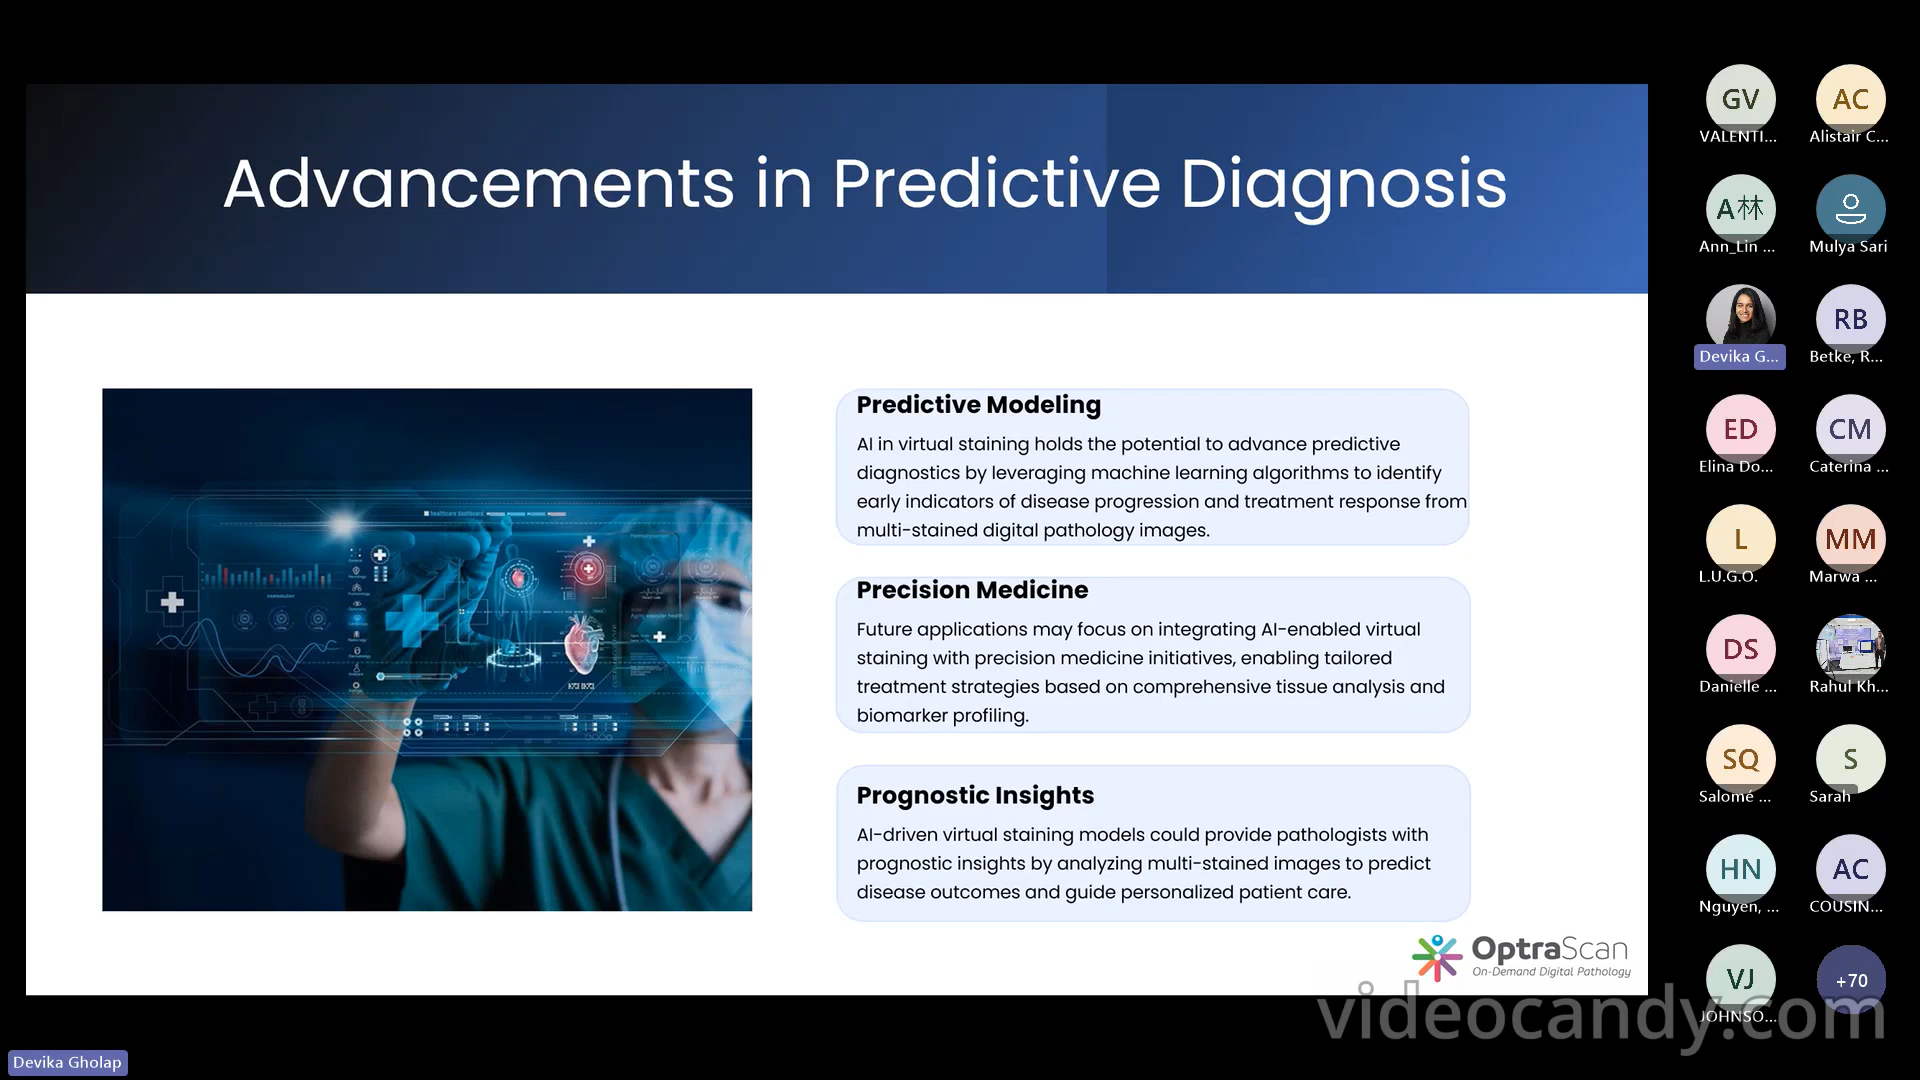 Advancements in Predictive Diagnosis
healthcare dashboard
CARDIOLOGY
Predictive Modeling
AI in virtual staining holds the potential to advance predictive
diagnostics by leveraging machine learning algorithms to identify
early indicators of disease progression and treatment response from
multi-stained digital pathology images.
Precision Medicine
Future applications may focus on integrating AI-enabled virtual
staining with precision medicine initiatives, enabling tailored
treatment strategies based on comprehensive tissue analysis and
biomarker profiling.
Prognostic Insights
AI-driven virtual staining models could provide pathologists with
prognostic insights by analyzing multi-stained images to predict
disease outcomes and guide personalized patient care.
OptraScan
On-Demand Digital Pathology
GV
VALENTI...
AC
Alistair C...
A林
Ann_Lin ...
Mulya Sari
Devika G...
RB
Betke, R...
ED
Elina Do...
CM
Caterina ...
L
L.U.G.O.
MM
Marwa ...
DS
Danielle ...
Rahul Kh...
SQ
Salomé ...
S
Sarah
HN
Nguyen, ...
AC
COUSIN...
VJ
JOHNSO...
+70
videocandy.com
Devika Gholap